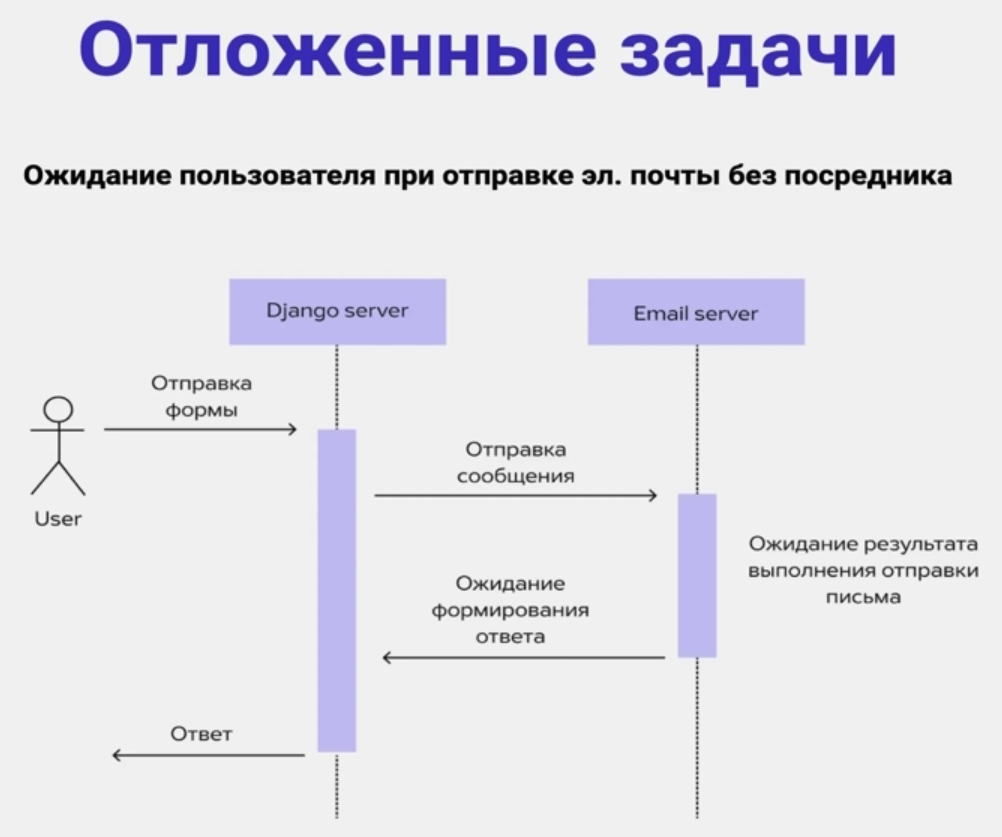 Отложенные задачи
Ожидание пользователя при отправке эл. почты без посредника
Django server
Email server
Отправка
формы
User
Отправка
сообщения
Ожидание результата
выполнения отправки
письма
Ожидание
формирования
ответа
Ответ